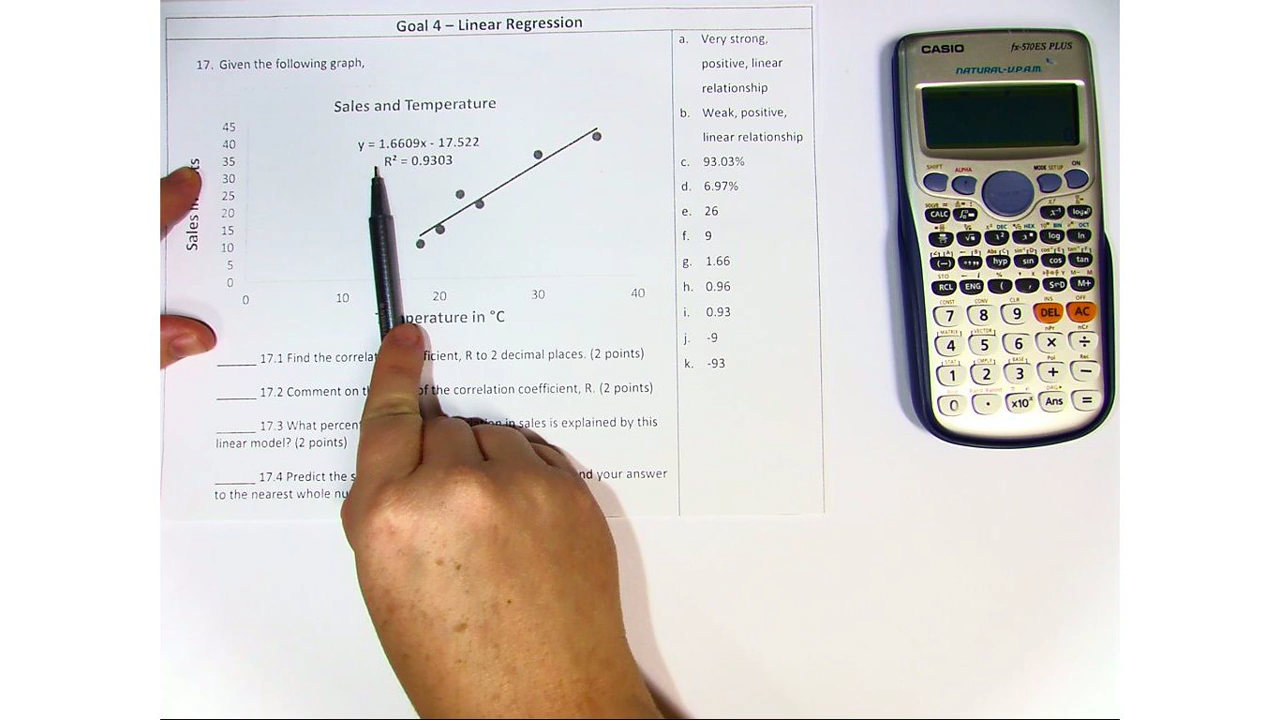 Goal 4 – Linear Regression
17. Given the following graph,
Sales and Temperature
y = 1.6609x - 17.522
R² = 0.9303
45
40
35
30
25
20
15
10
5
0
0 10 20 30 40
Sales
in °C
17.1 Find the R to 2 decimal places. (2 points)
17.2 Comment on of the correlation coefficient, R. (2 points)
17.3 What in sales is explained by this
linear model? (2 points)
17.4 Predict the your answer
to the nearest whole
a. Very strong,
positive, linear
relationship
b. Weak, positive,
linear relationship
c. 93.03%
d. 6.97%
e. 26
f. 9
g. 1.66
h. 0.96
i. 0.93
j. -9
k. -93
CASIO fx-570ES PLUS
NATURAL-V.P.A.M.
SHIFT ALPHA MODE SETUP ON
CALC
log ln
hyp sin cos tan
RCL ENG ( , S⇔D M+
7 8 9 DEL AC
4 5 6 × ÷
1 2 3 + −
0 . ×10ˣ Ans =